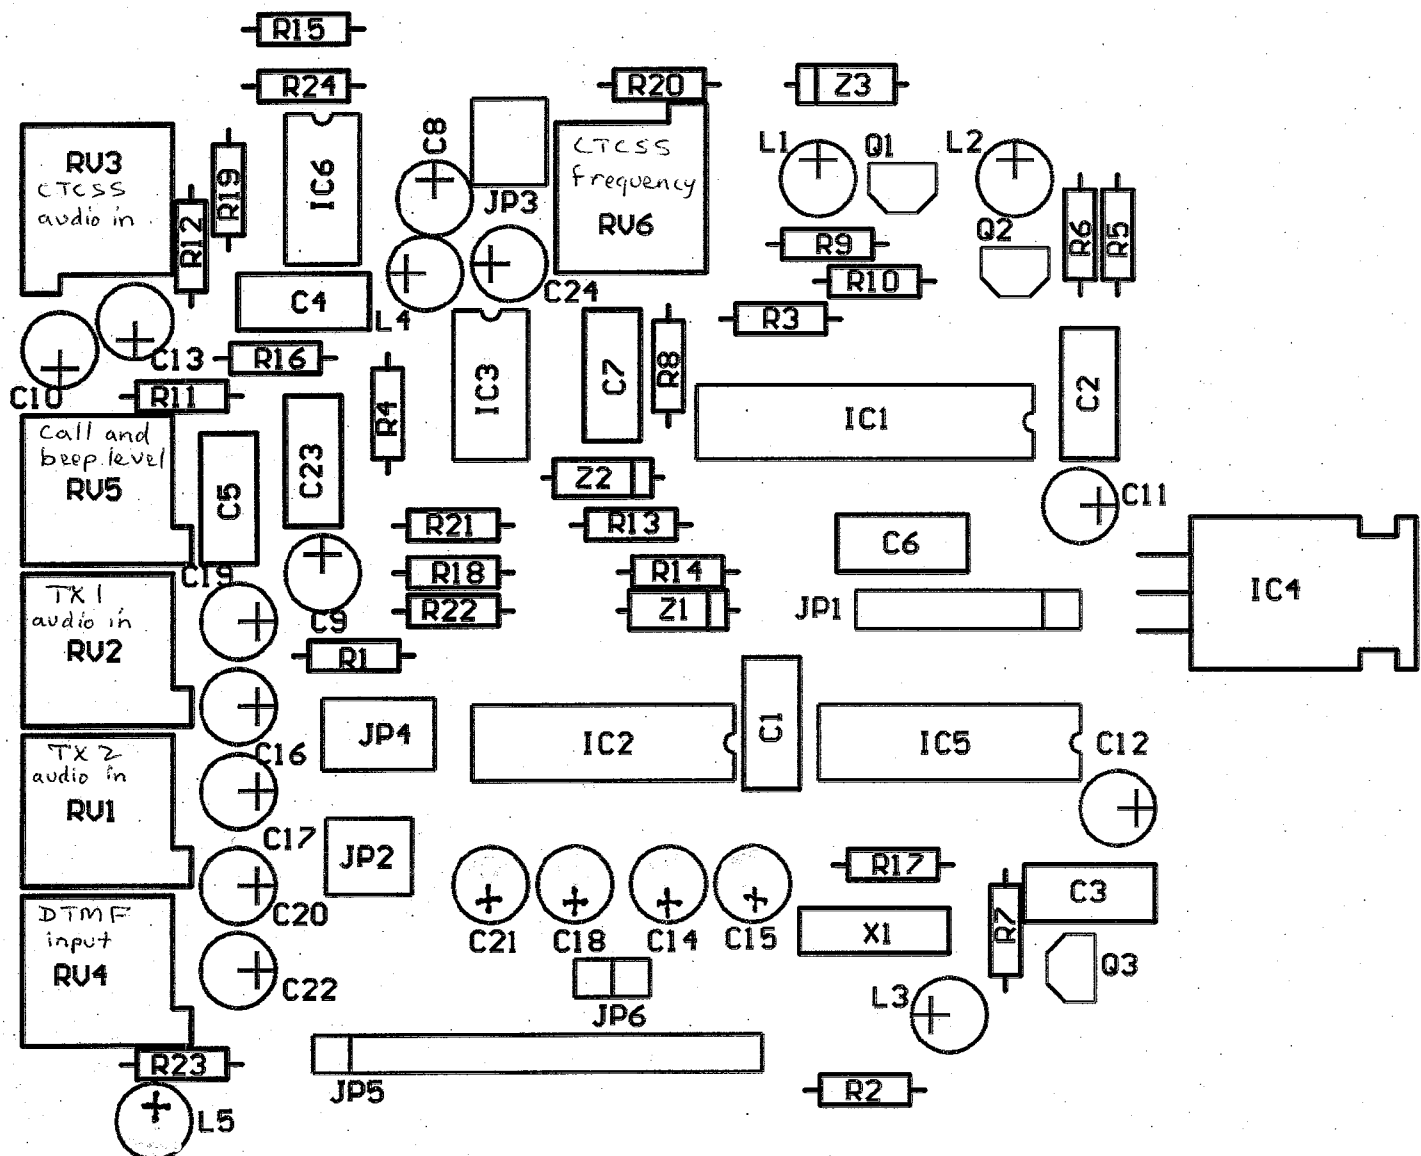 R15
R24
R20
Z3
C8
L1
Q1
L2
RV3
CTCSS
audio in
R19
IC6
JP3
CTCSS
frequency
RV6
R12
Q2
R6
R5
R9
R10
C4
L4
C24
R3
C13
R16
C10
R11
R4
IC3
C7
R8
IC1
C2
Call and
beep level
RV5
C5
C23
Z2
C11
R21
R13
C6
C19
R18
R14
IC4
TX1
audio in
RV2
C9
R22
Z1
JP1
R1
JP4
IC2
C1
IC5
C12
C16
TX 2
audio in
RV1
C17
JP2
R17
C3
DTMF
input
RV4
C20
C21
C18
C14
C15
X1
R7
Q3
C22
L3
JP6
R23
JP5
R2
L5